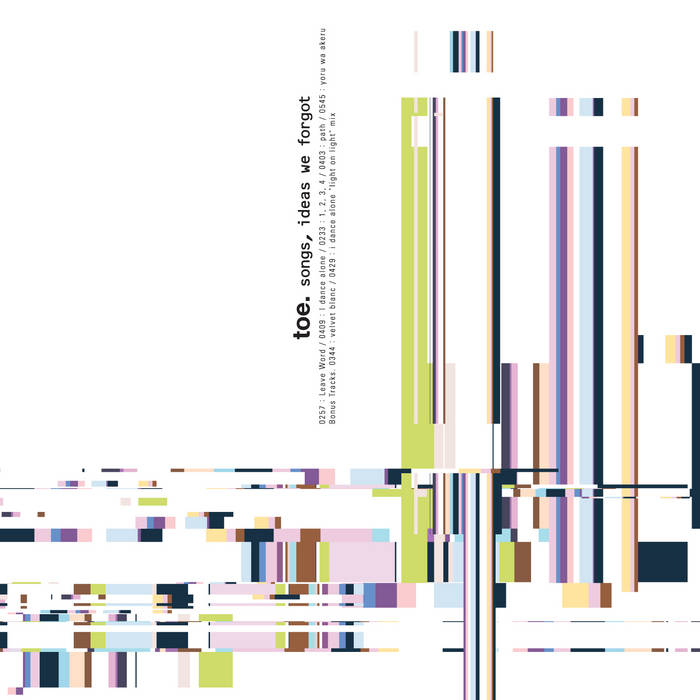 toe. songs, ideas we forgot
0257 : Leave Word / 0409 : I dance alone / 0233 : 1, 2, 3, 4 / 0403 : path / 0545 : yoru wa akeru
Bonus Tracks. 0344 : velvet blanc / 0429 : i dance alone "light on light" mix